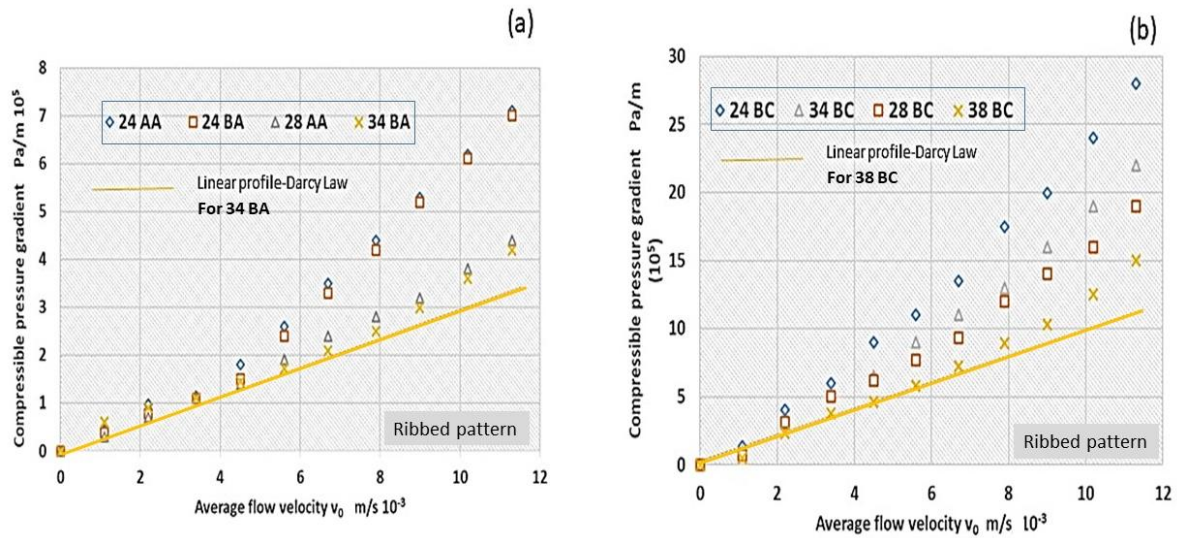 (a)
Compressible pressure gradient Pa/m 10⁵
8
7
6
5
4
3
2
1
0
24 AA 24 BA 28 AA 34 BA
Linear profile-Darcy Law
For 34 BA
Ribbed pattern
0 2 4 6 8 10 12
Average flow velocity v₀ m/s 10⁻³
(b)
Compressible pressure gradient Pa/m
(10⁵)
30
25
20
15
10
5
0
24 BC 34 BC 28 BC 38 BC
Linear profile-Darcy Law
For 38 BC
Ribbed pattern
0 2 4 6 8 10 12
Average flow velocity v₀ m/s 10⁻³